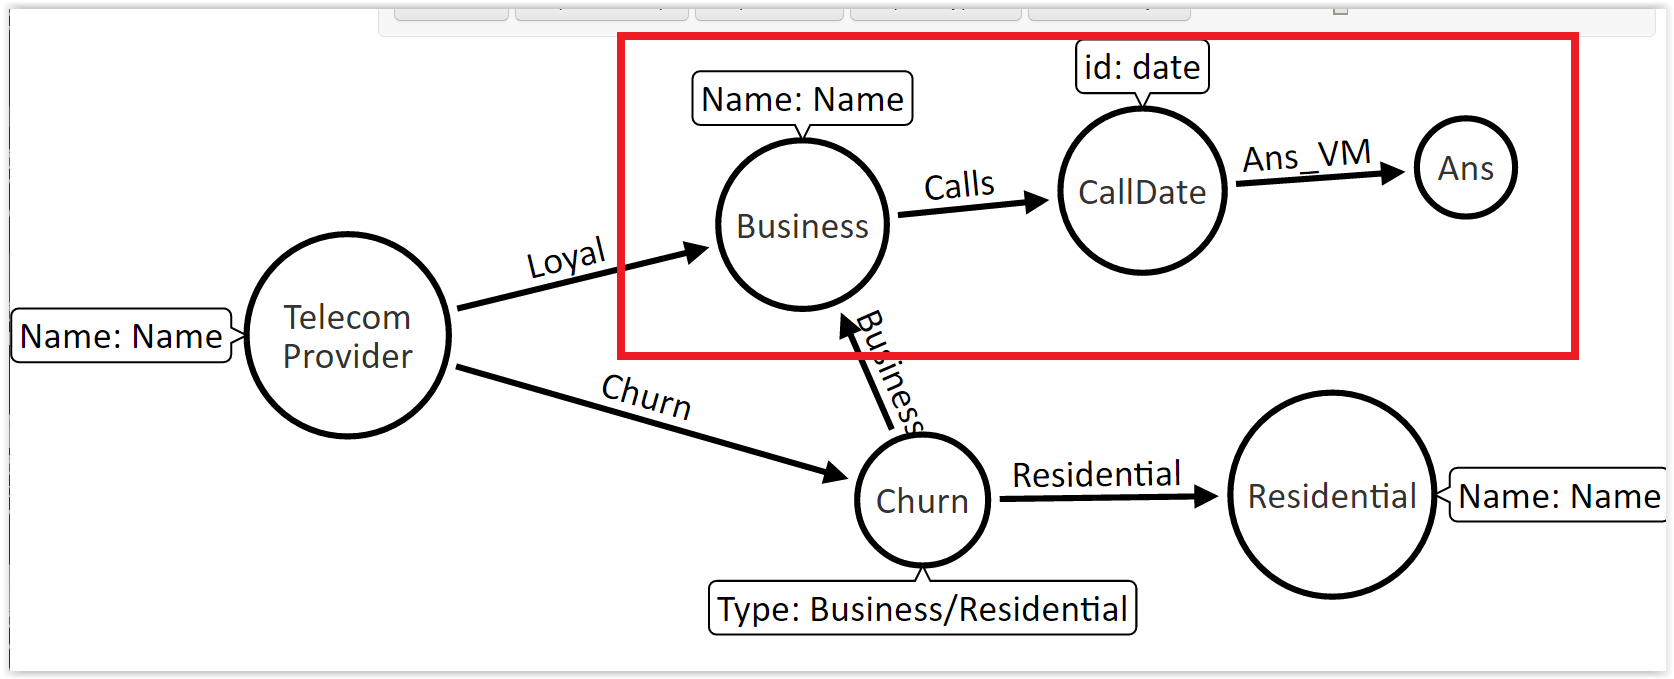 id: date
Name: Name
Business
Calls
CallDate
Ans_VM
Ans
Loyal
Telecom
Provider
Name: Name
Business
Churn
Churn
Residential
Residential
Name: Name
Type: Business/Residential